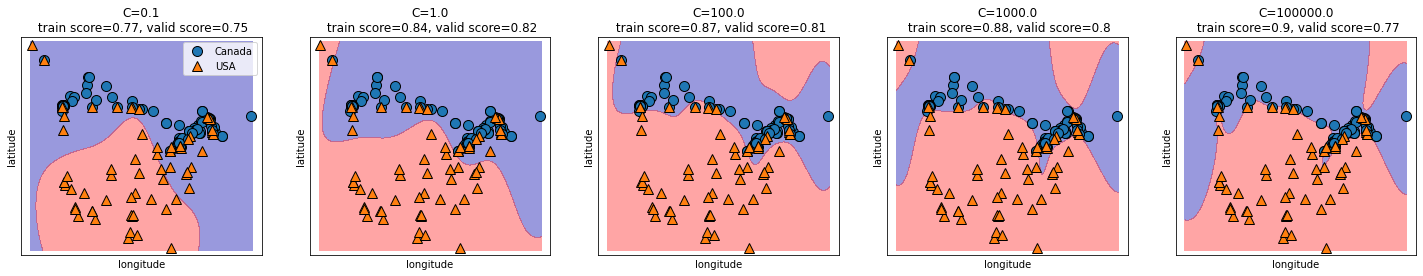 C=0.1
train score=0.77, valid score=0.75
Canada
USA
latitude
longitude
C=1.0
train score=0.84, valid score=0.82
latitude
longitude
C=100.0
train score=0.87, valid score=0.81
latitude
longitude
C=1000.0
train score=0.88, valid score=0.8
latitude
longitude
C=100000.0
train score=0.9, valid score=0.77
latitude
longitude